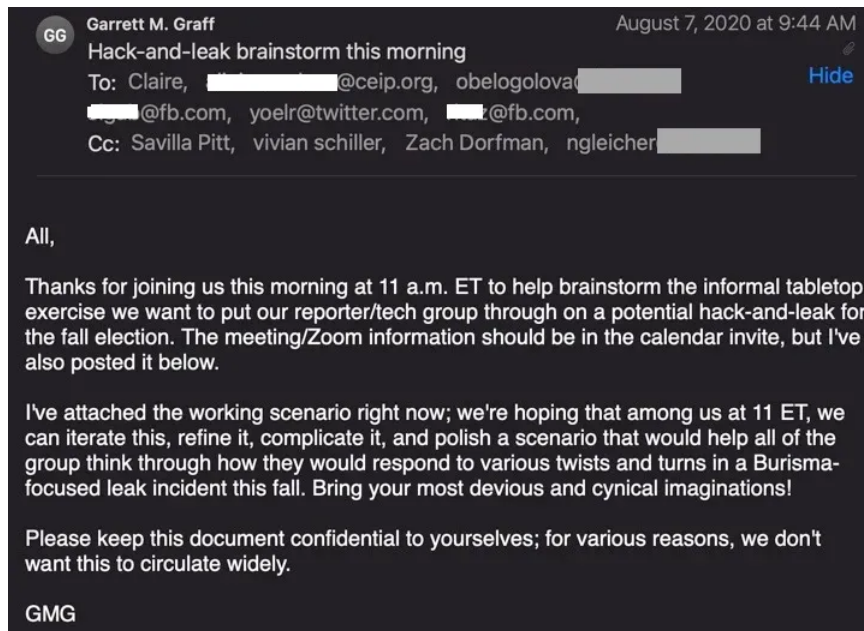 GG
Garrett M. Graff
August 7, 2020 at 9:44 AM
Hack-and-leak brainstorm this morning
To: Claire, @ceip.org, obelogolova
Hide
@fb.com, yoelr@twitter.com, z@fb.com,
Cc: Savilla Pitt, vivian schiller, Zach Dorfman, ngleicher
All,
Thanks for joining us this morning at 11 a.m. ET to help brainstorm the informal tabletop
exercise we want to put our reporter/tech group through on a potential hack-and-leak for
the fall election. The meeting/Zoom information should be in the calendar invite, but I've
also posted it below.
I've attached the working scenario right now; we're hoping that among us at 11 ET, we
can iterate this, refine it, complicate it, and polish a scenario that would help all of the
group think through how they would respond to various twists and turns in a Burisma-
focused leak incident this fall. Bring your most devious and cynical imaginations!
Please keep this document confidential to yourselves; for various reasons, we don't
want this to circulate widely.
GMG